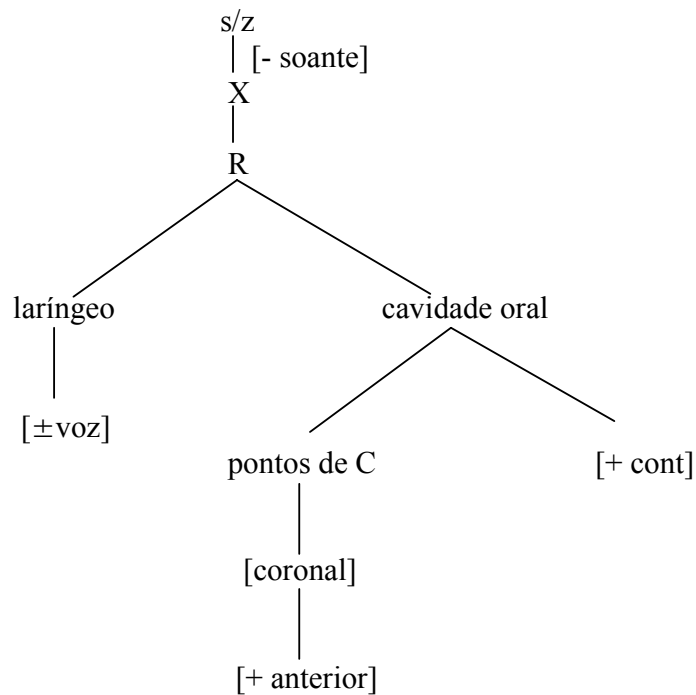 s/z
[- soante]
X
R
laríngeo
cavidade oral
[±voz]
pontos de C
[+ cont]
[coronal]
[+ anterior]